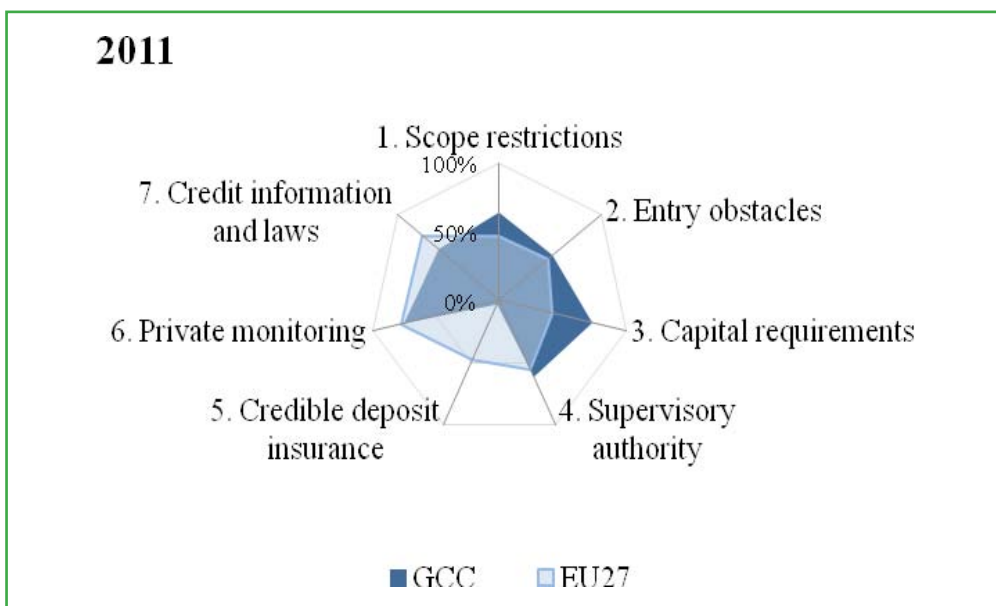 2011
1. Scope restrictions
100%
7. Credit information
and laws
2. Entry obstacles
50%
0%
6. Private monitoring
3. Capital requirements
5. Credible deposit
insurance
4. Supervisory
authority
GCC
EU27